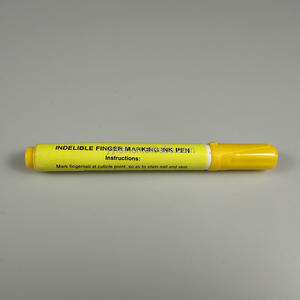 INDELIBLE FINGER MARKING INK PEN
Instructions:
Mark fingernail at cuticle point, so as to stain nail and skin.